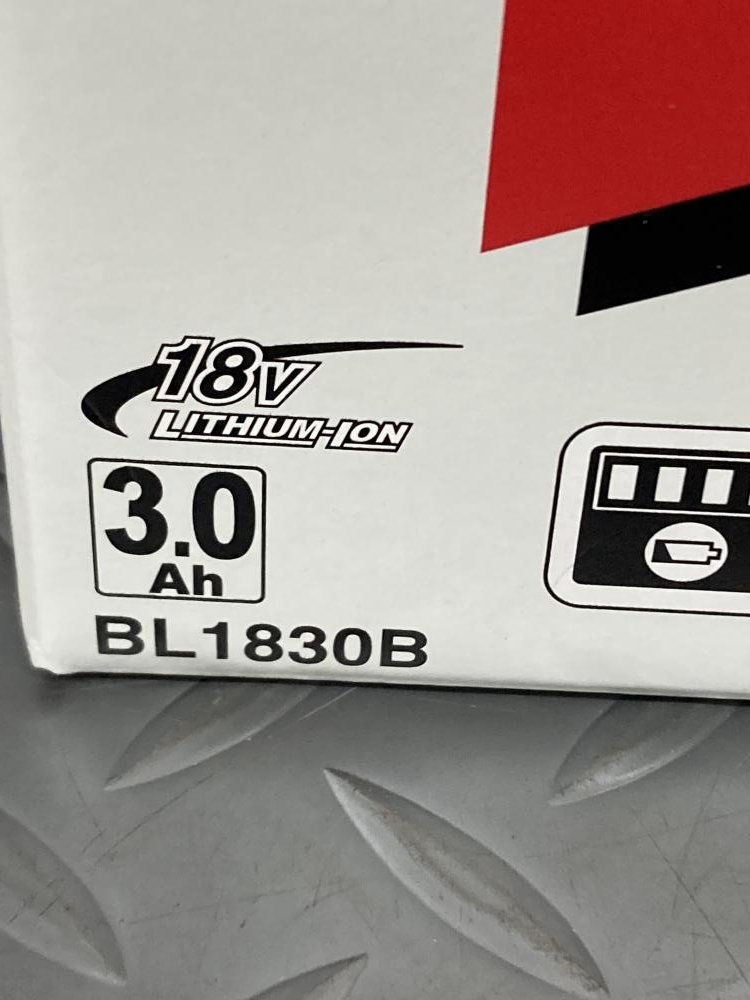 18V
LITHIUM-ION
3.0
Ah
BL1830B